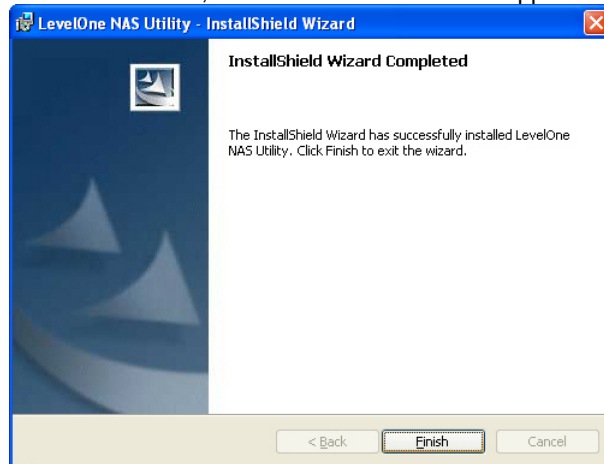 LevelOne NAS Utility - InstallShield Wizard
InstallShield Wizard Completed
The InstallShield Wizard has successfully installed LevelOne
NAS Utility. Click Finish to exit the wizard.
< Back
Finish
Cancel